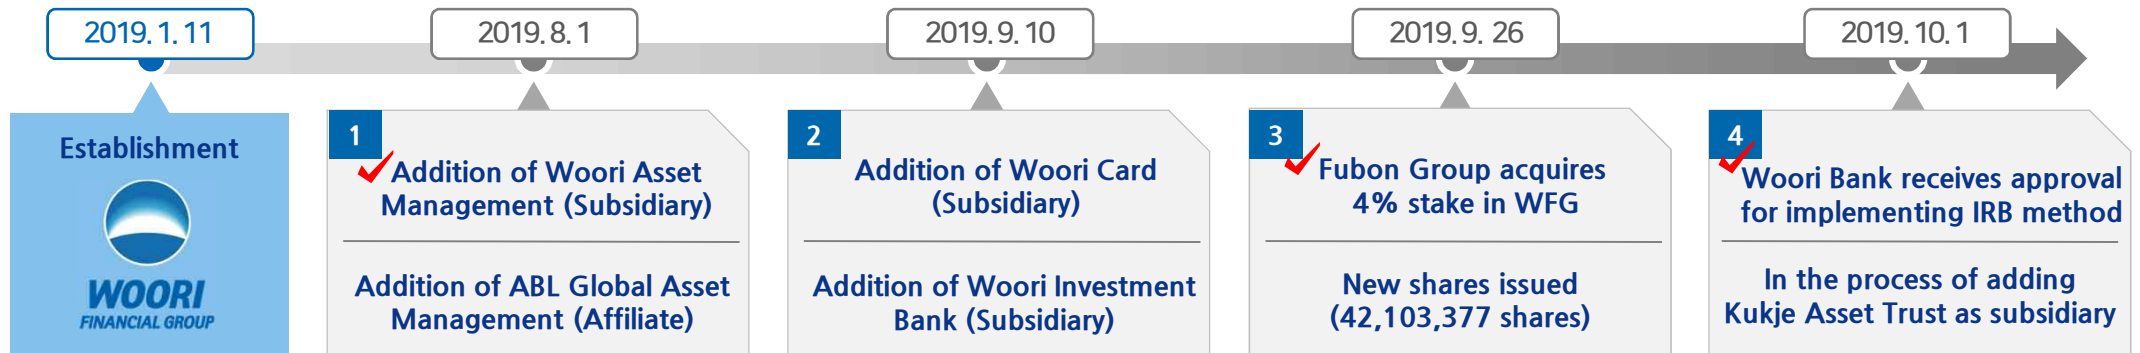 2019.1.11
2019.8.1
2019.9.10
2019.9.26
2019.10.1
Establishment
WOORI
FINANCIAL GROUP
1
Addition of Woori Asset
Management (Subsidiary)
Addition of ABL Global Asset
Management (Affiliate)
2
Addition of Woori Card
(Subsidiary)
Addition of Woori Investment
Bank (Subsidiary)
3
Fubon Group acquires
4% stake in WFG
New shares issued
(42,103,377 shares)
4
Woori Bank receives approval
for implementing IRB method
In the process of adding
Kukje Asset Trust as subsidiary